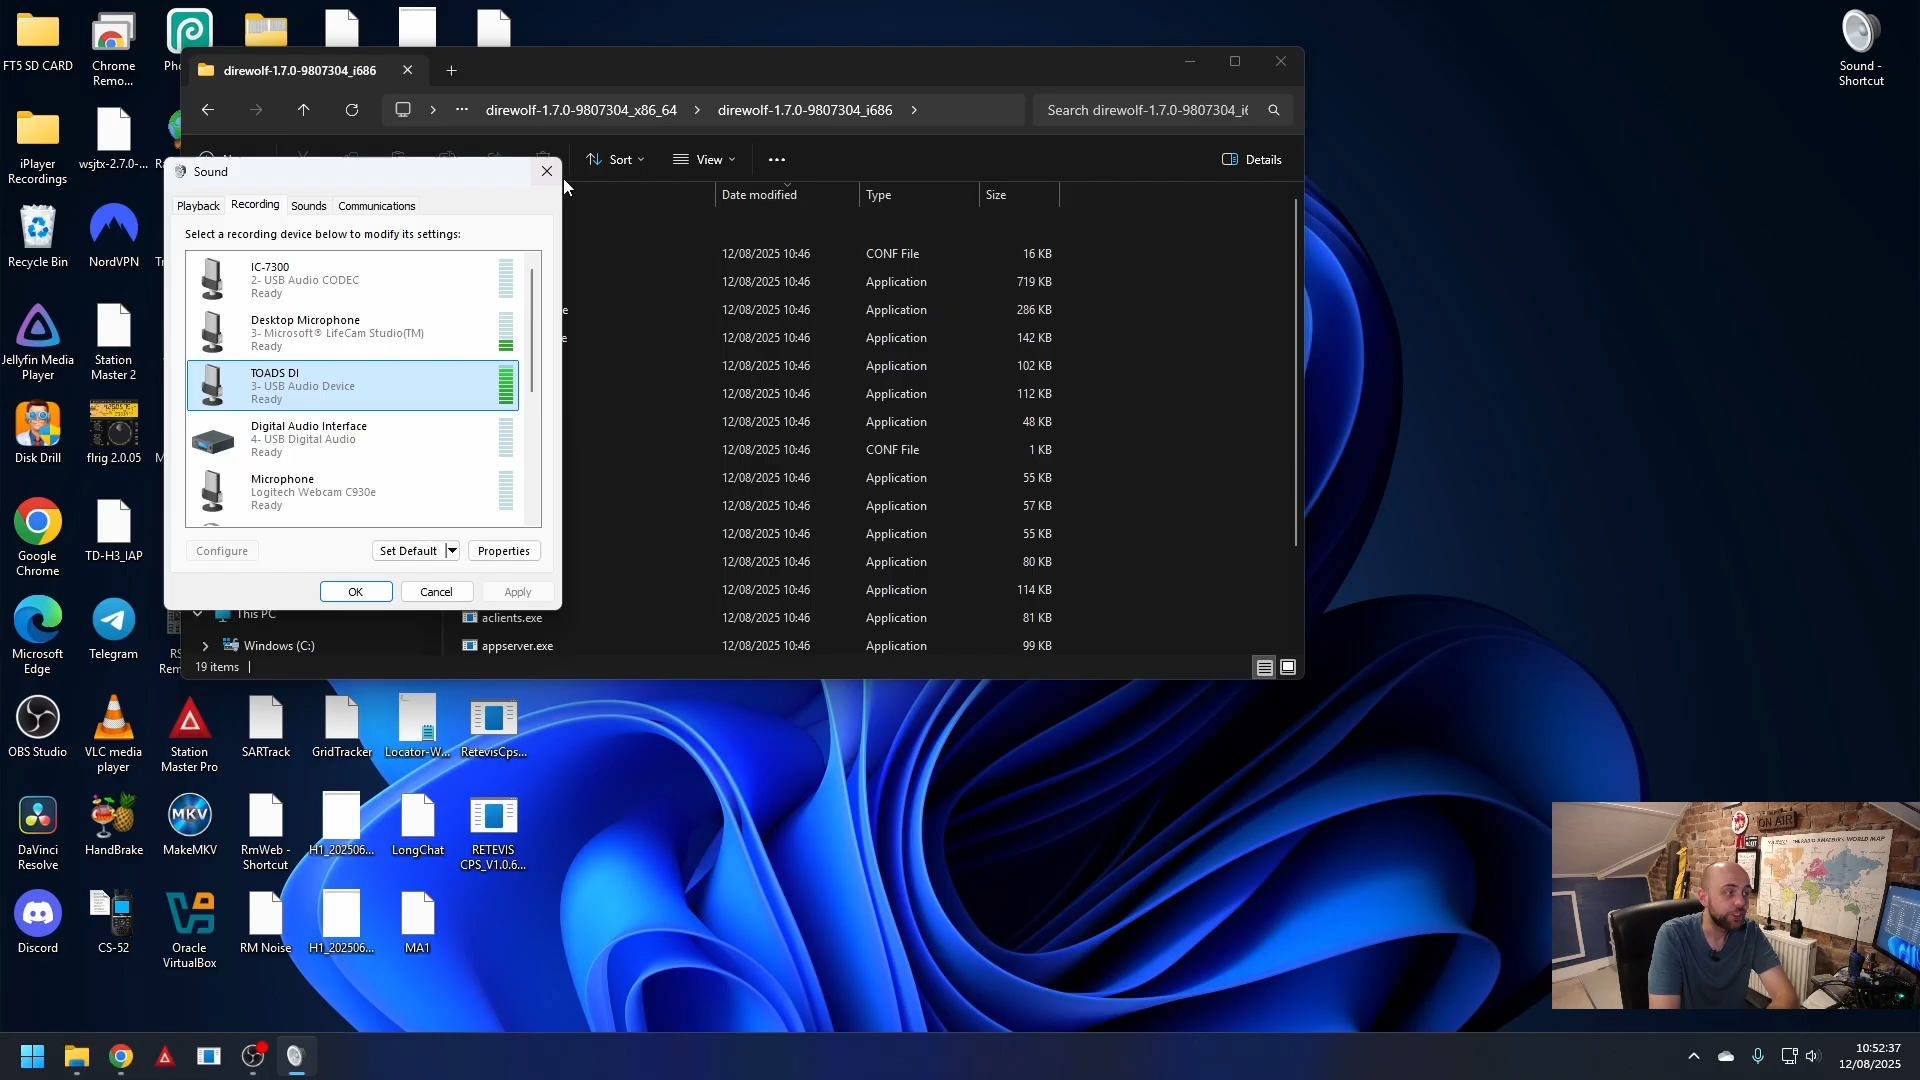 FT5 SD CARD
Chrome
Remo...
Sound -
Shortcut
direwolf-1.7.0-9807304_i686
direwolf-1.7.0-9807304_x86_64
direwolf-1.7.0-9807304_i686
Search direwolf-1.7.0-9807304_i6
Sort
View
Details
Date modified
Type
Size
12/08/2025 10:46 CONF File 16 KB
12/08/2025 10:46 Application 719 KB
12/08/2025 10:46 Application 286 KB
12/08/2025 10:46 Application 142 KB
12/08/2025 10:46 Application 102 KB
12/08/2025 10:46 Application 112 KB
12/08/2025 10:46 Application 48 KB
12/08/2025 10:46 CONF File 1 KB
12/08/2025 10:46 Application 55 KB
12/08/2025 10:46 Application 57 KB
12/08/2025 10:46 Application 55 KB
12/08/2025 10:46 Application 80 KB
12/08/2025 10:46 Application 114 KB
aclients.exe 12/08/2025 10:46 Application 81 KB
appserver.exe 12/08/2025 10:46 Application 99 KB
This PC
Windows (C:)
19 items
Sound
Playback
Recording
Sounds
Communications
Select a recording device below to modify its settings:
IC-7300
2- USB Audio CODEC
Ready
Desktop Microphone
3- Microsoft® LifeCam Studio(TM)
Ready
TOADS DI
3- USB Audio Device
Ready
Digital Audio Interface
4- USB Digital Audio
Ready
Microphone
Logitech Webcam C930e
Ready
Configure
Set Default
Properties
OK
Cancel
Apply
iPlayer
Recordings
wsjtx-2.7.0-...
Recycle Bin
NordVPN
Jellyfin Media
Player
Station
Master 2
Disk Drill
flrig 2.0.05
Google
Chrome
TD-H3_IAP
Microsoft
Edge
Telegram
OBS Studio
VLC media
player
Station
Master Pro
SARTrack
GridTracker
Locator-W...
RetevisCps...
DaVinci
Resolve
HandBrake
MKV
MakeMKV
RmWeb -
Shortcut
H1_202506...
LongChat
RETEVIS
CPS_V1.0.6...
Discord
CS-52
Oracle
VirtualBox
RM Noise
H1_202506...
MA1
ON AIR
10:52:37
12/08/2025